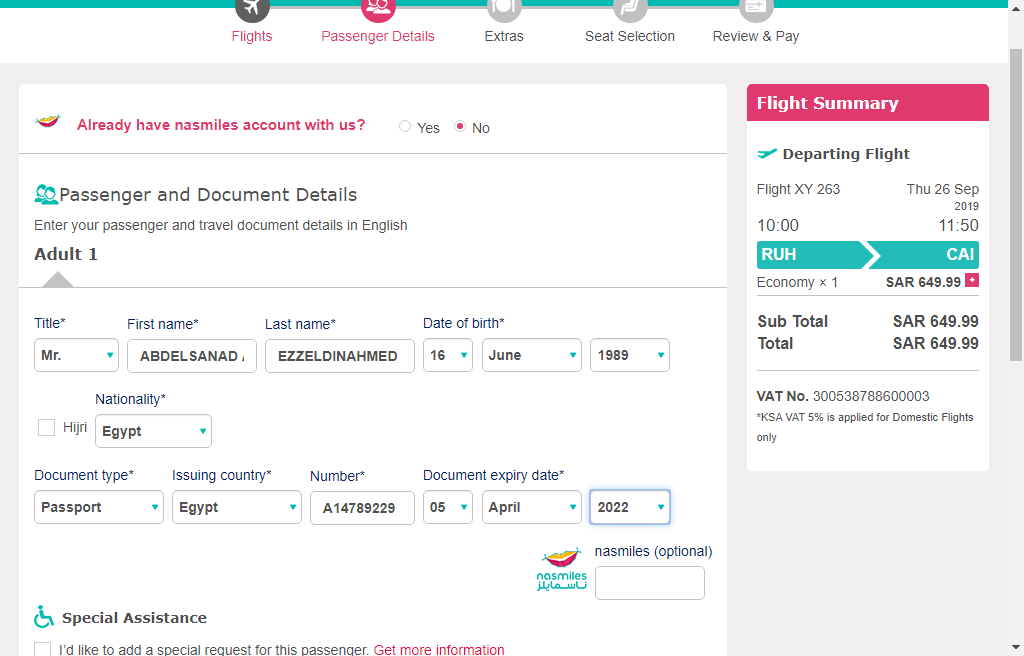 Flights Passenger Details Extras Seat Selection Review & Pay
Already have nasmiles account with us? Yes No
Passenger and Document Details
Enter your passenger and travel document details in English
Adult 1
Title* First name* Last name* Date of birth*
Mr. ABDELSANAD EZZELDINAHMED 16 June 1989
Nationality*
Hijri Egypt
Document type* Issuing country* Number* Document expiry date*
Passport Egypt A14789229 05 April 2022
nasmiles (optional)
nasmiles
ناسمايلز
Special Assistance
I'd like to add a special request for this passenger. Get more information
Flight Summary
Departing Flight
Flight XY 263 Thu 26 Sep
2019
10:00 11:50
RUH CAI
Economy × 1 SAR 649.99 +
Sub Total SAR 649.99
Total SAR 649.99
VAT No. 300538788600003
*KSA VAT 5% is applied for Domestic Flights
only